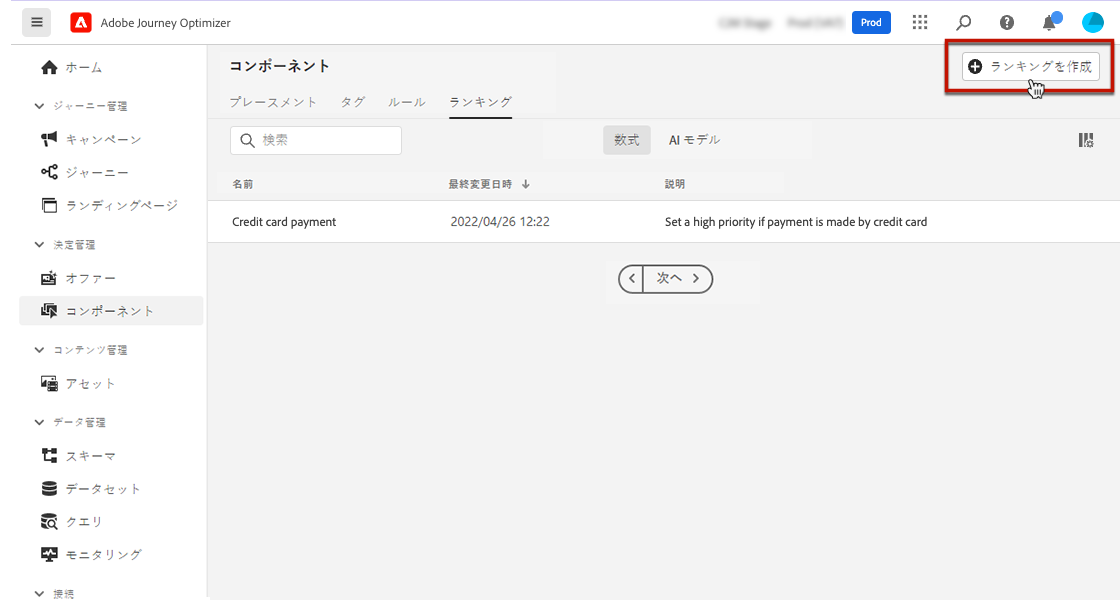 Adobe Journey Optimizer
Prod
ホーム
ジャーニー管理
キャンペーン
ジャーニー
ランディングページ
決定管理
オファー
コンポーネント
コンテンツ管理
アセット
データ管理
スキーマ
データセット
クエリ
モニタリング
接続
コンポーネント
ランキングを作成
プレースメント タグ ルール ランキング
検索
数式 AI モデル
名前 最終変更日時 説明
Credit card payment 2022/04/26 12:22 Set a high priority if payment is made by credit card
次へ